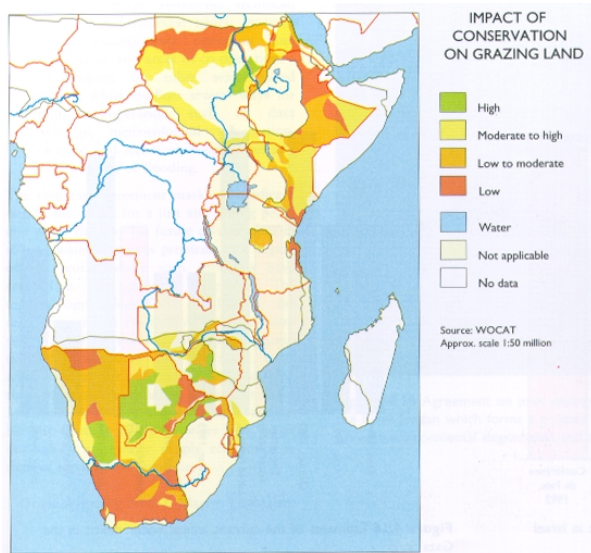 IMPACT OF
CONSERVATION
ON GRAZING LAND
High
Moderate to high
Low to moderate
Low
Water
Not applicable
No data
Source: WOCAT
Approx. scale 1:50 million